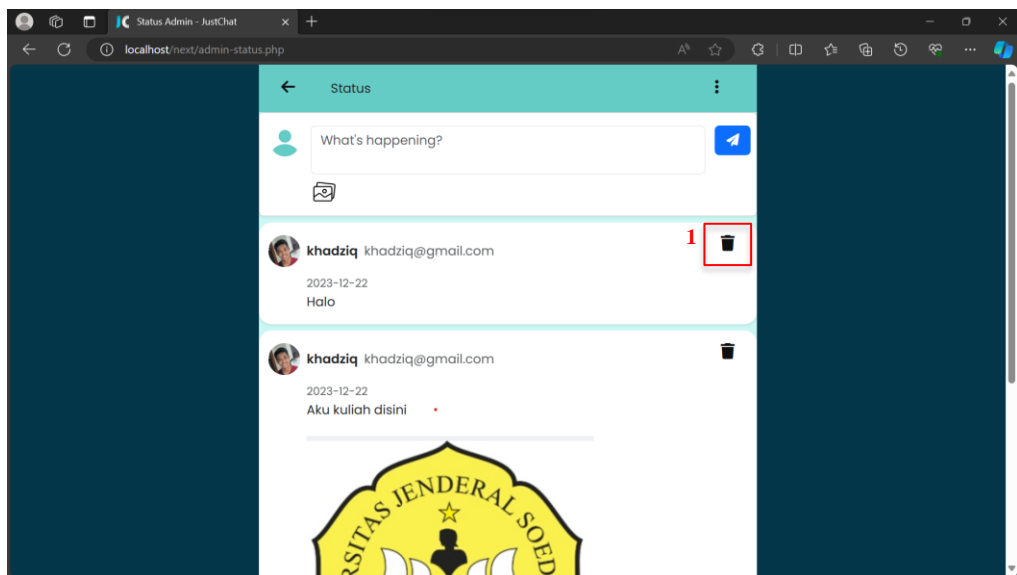 Status Admin - JustChat
localhost/next/admin-status.php
Status
What's happening?
1
khadziq khadziq@gmail.com
2023-12-22
Halo
khadziq khadziq@gmail.com
2023-12-22
Aku kuliah disini
JENDERAL